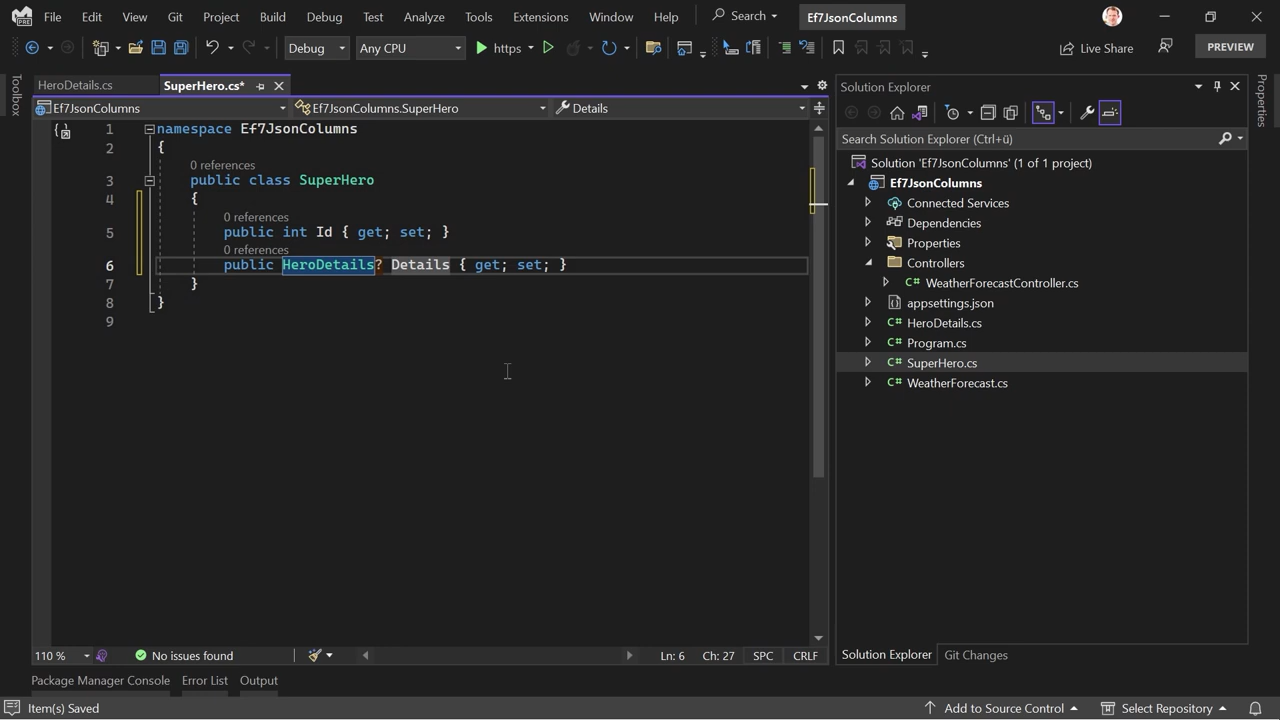 File Edit View Git Project Build Debug Test Analyze Tools Extensions Window Help Search Ef7JsonColumns
PRE
Debug Any CPU https Live Share PREVIEW
Toolbox
HeroDetails.cs SuperHero.cs*
Ef7JsonColumns Ef7JsonColumns.SuperHero Details
1 namespace Ef7JsonColumns
2 {
0 references
3 public class SuperHero
4 {
0 references
5 public int Id { get; set; }
0 references
6 public HeroDetails? Details { get; set; }
7 }
8 }
9
110 % No issues found Ln: 6 Ch: 27 SPC CRLF
Package Manager Console Error List Output
Solution Explorer
Search Solution Explorer (Ctrl+ü)
Solution 'Ef7JsonColumns' (1 of 1 project)
Ef7JsonColumns
Connected Services
Dependencies
Properties
Controllers
C# WeatherForecastController.cs
appsettings.json
C# HeroDetails.cs
C# Program.cs
C# SuperHero.cs
C# WeatherForecast.cs
Solution Explorer Git Changes
Properties
Item(s) Saved Add to Source Control Select Repository